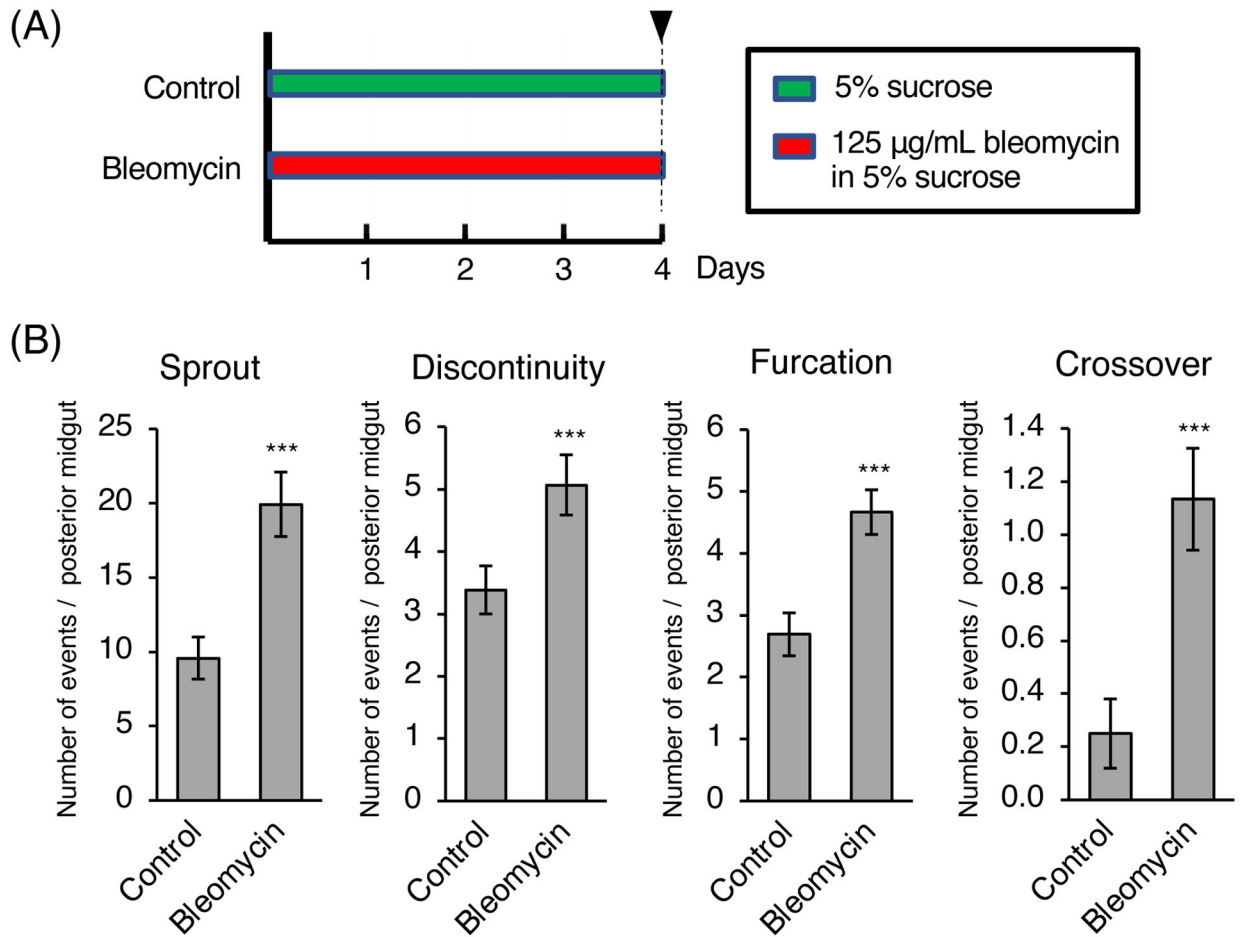 (A)
Control
Bleomycin
1 2 3 4 Days
5% sucrose
125 μg/mL bleomycin
in 5% sucrose
(B)
Sprout
Number of events / posterior midgut
25
20
15
10
5
0
***
Control
Bleomycin
Discontinuity
Number of events / posterior midgut
6
5
4
3
2
1
0
***
Control
Bleomycin
Furcation
Number of events / posterior midgut
6
5
4
3
2
1
0
***
Control
Bleomycin
Crossover
Number of events / posterior midgut
1.4
1.2
1.0
0.8
0.6
0.4
0.2
0.0
***
Control
Bleomycin